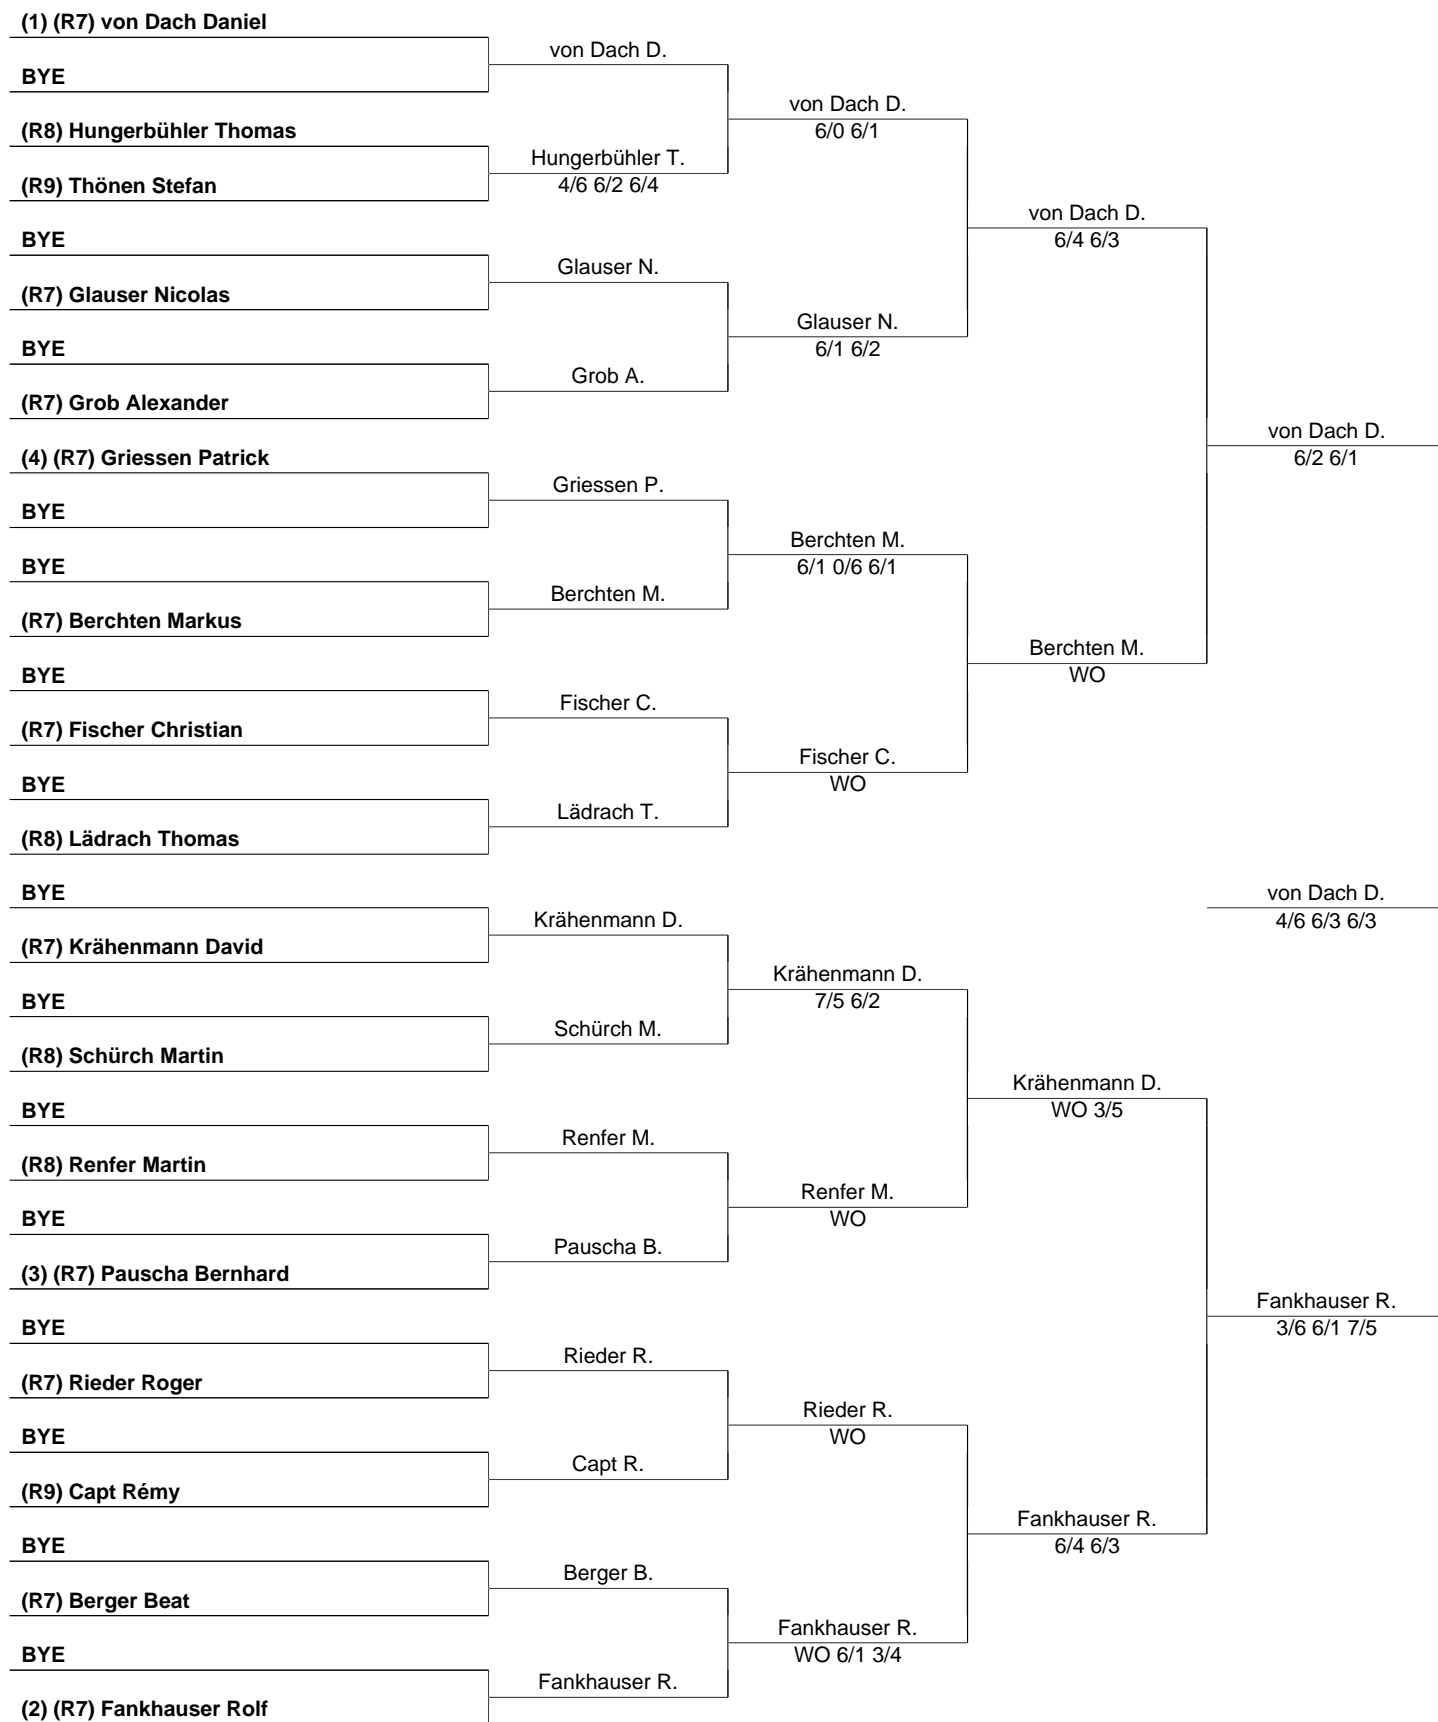 (1) (R7) von Dach Daniel
BYE
(R8) Hungerbühler Thomas
(R9) Thönen Stefan
BYE
(R7) Glauser Nicolas
BYE
(R7) Grob Alexander
(4) (R7) Griessen Patrick
BYE
BYE
(R7) Berchten Markus
BYE
(R7) Fischer Christian
BYE
(R8) Lädrach Thomas
BYE
(R7) Krähenmann David
BYE
(R8) Schürch Martin
BYE
(R8) Renfer Martin
BYE
(3) (R7) Pauscha Bernhard
BYE
(R7) Rieder Roger
BYE
(R9) Capt Rémy
BYE
(R7) Berger Beat
BYE
(2) (R7) Fankhauser Rolf
von Dach D.
Hungerbühler T.
4/6 6/2 6/4
Glauser N.
Grob A.
Griessen P.
Berchten M.
Fischer C.
Lädrach T.
Krähenmann D.
Schürch M.
Renfer M.
Pauscha B.
Rieder R.
Capt R.
Berger B.
Fankhauser R.
von Dach D.
6/0 6/1
Glauser N.
6/1 6/2
Berchten M.
6/1 0/6 6/1
Fischer C.
WO
Krähenmann D.
7/5 6/2
Renfer M.
WO
Rieder R.
WO
Fankhauser R.
WO 6/1 3/4
von Dach D.
6/4 6/3
Berchten M.
WO
Krähenmann D.
WO 3/5
Fankhauser R.
6/4 6/3
von Dach D.
6/2 6/1
von Dach D.
4/6 6/3 6/3
Fankhauser R.
3/6 6/1 7/5